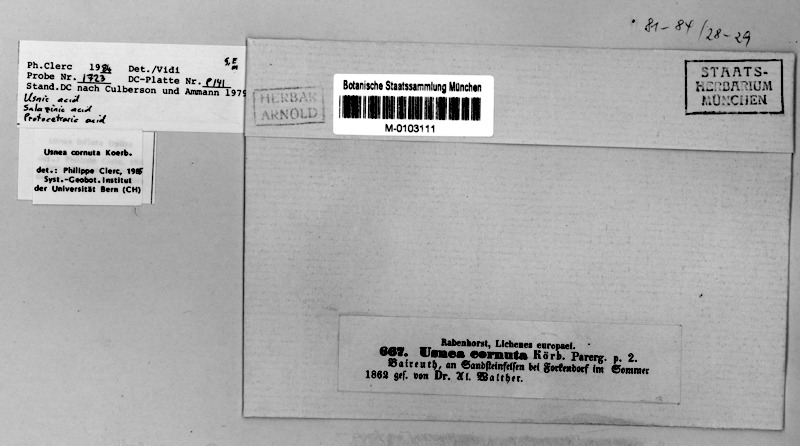 81-84/28-29
Ph.Clerc 1984 Det./Vidi
Probe Nr. 1723 DC-Platte Nr. P141
Stand.DC nach Culberson und Ammann 1979
Usnic acid
Salazinic acid
Protocetraric acid
Usnea cornuta Koerb.
det.: Philippe Clerc, 1985
Syst.-Geobot. Institut
der Universität Bern (CH)
HERBAR
ARNOLD
Botanische Staatssammlung München
M-0103111
STAATS-
HERBARIUM
MÜNCHEN
Rabenhorst, Lichenes europaei.
667. Usnea cornuta Körb. Parerg. p. 2.
Baireuth, an Sandsteinfelsen bei Forkendorf im Sommer
1862 ges. von Dr. Al. Walther.